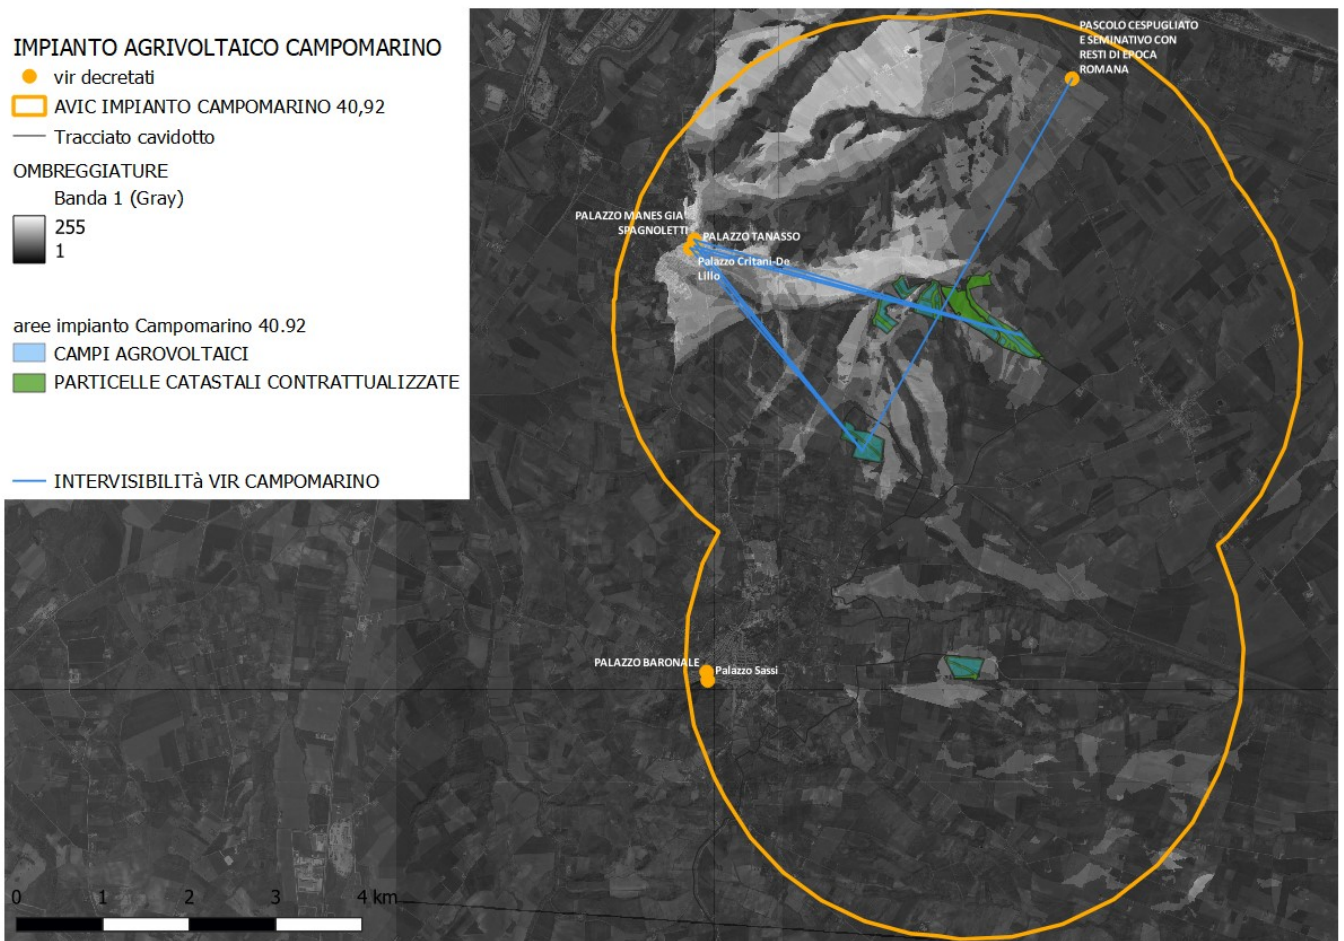 IMPIANTO AGRIVOLTAICO CAMPOMARINO
vir decretati
AVIC IMPIANTO CAMPOMARINO 40,92
Tracciato cavidotto
OMBREGGIATURE
Banda 1 (Gray)
255
1
aree impianto Campomarino 40.92
CAMPI AGROVOLTAICI
PARTICELLE CATASTALI CONTRATTUALIZZATE
INTERVISIBILITà VIR CAMPOMARINO
PASCOLO CESPUGLIATO
E SEMINATIVO CON
RESTI DI EPOCA
ROMANA
PALAZZO MANES GIA'
SPAGNOLETTI
PALAZZO TANASSO
Palazzo Critani-De
Lillo
PALAZZO BARONALE
Palazzo Sassi
0 1 2 3 4 km